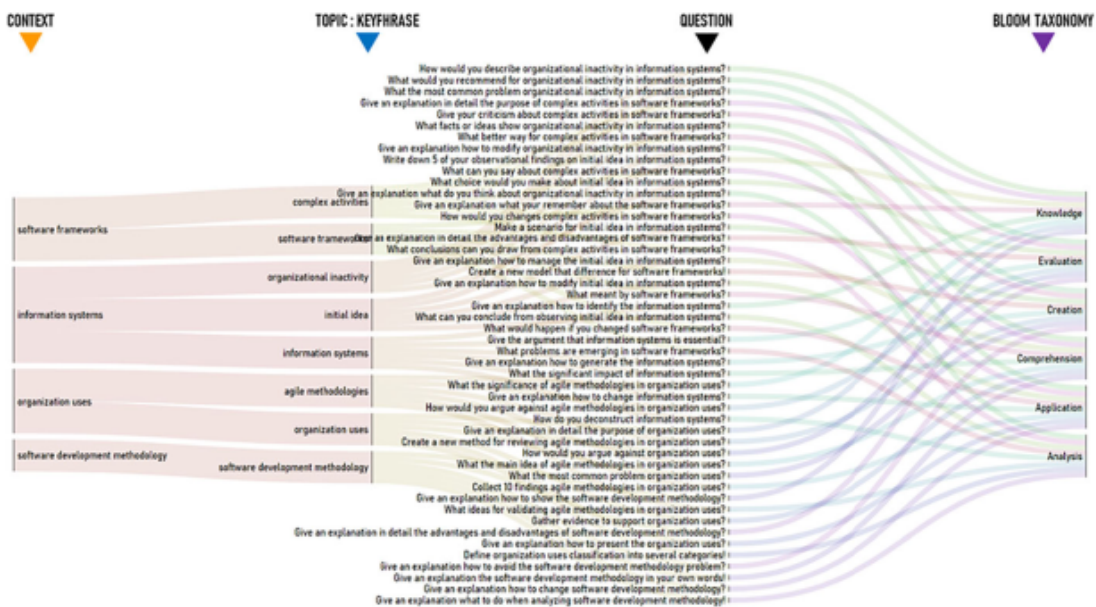 CONTEXT
TOPIC : KEYFHRASE
QUESTION
BLOOM TAXONOMY
software frameworks
information systems
organization uses
software development methodology
complex activities
software frameworks
organizational inactivity
initial idea
information systems
agile methodologies
organization uses
software development methodology
How would you describe organizational inactivity in information systems?
What would you recommend for organizational inactivity in information systems?
What the most common problem organizational inactivity in information systems?
Give an explanation in detail the purpose of complex activities in software frameworks?
Give your criticism about complex activities in software frameworks?
What facts or ideas show organizational inactivity in information systems?
What better way for complex activities in software frameworks?
Give an explanation how to modify organizational inactivity in information systems?
Write down 5 of your observational findings on initial idea in information systems?
What can you say about complex activities in software frameworks?
What choice would you make about initial idea in information systems?
Give an explanation what do you think about organizational inactivity in information systems?
Give an explanation what your remember about the software frameworks?
How would you changes complex activities in software frameworks?
Make a scenario for initial idea in information systems?
Give an explanation in detail the advantages and disadvantages of software frameworks?
What conclusions can you draw from complex activities in software frameworks?
Give an explanation how to manage the initial idea in information systems?
Create a new model that difference for software frameworks!
Give an explanation how to modify initial idea in information systems?
What meant by software frameworks?
Give an explanation how to identify the information systems?
What can you conclude from observing initial idea in information systems?
What would happen if you changed software frameworks?
Give the argument that information systems is essential?
What problems are emerging in software frameworks?
Give an explanation how to generate the information systems?
What the significant impact of information systems?
What the significance of agile methodologies in organization uses?
Give an explanation how to change information systems?
How would you argue against agile methodologies in organization uses?
How do you deconstruct information systems?
Give an explanation in detail the purpose of organization uses?
Create a new method for reviewing agile methodologies in organization uses?
How would you argue against organization uses?
What the main idea of agile methodologies in organization uses?
What the most common problem organization uses?
Collect 10 findings agile methodologies in organization uses?
Give an explanation how to show the software development methodology?
What ideas for validating agile methodologies in organization uses?
Gather evidence to support organization uses?
Give an explanation in detail the advantages and disadvantages of software development methodology?
Give an explanation how to present the organization uses?
Define organization uses classification into several categories!
Give an explanation how to avoid the software development methodology problem?
Give an explanation the software development methodology in your own words!
Give an explanation how to change software development methodology?
Give an explanation what to do when analyzing software development methodology!
Knowledge
Evaluation
Creation
Comprehension
Application
Analysis